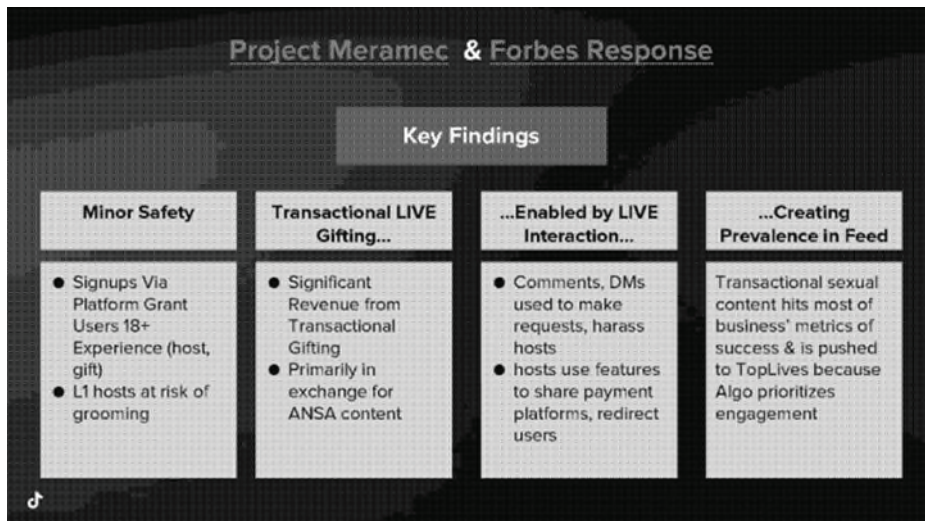 Project Meramec & Forbes Response
Key Findings
Minor Safety
● Signups Via
Platform Grant
Users 18+
Experience (host,
gift)
● L1 hosts at risk of
grooming
Transactional LIVE
Gifting...
● Significant
Revenue from
Transactional
Gifting
● Primarily in
exchange for
ANSA content
...Enabled by LIVE
Interaction...
● Comments, DMs
used to make
requests, harass
hosts
● hosts use features
to share payment
platforms, redirect
users
...Creating
Prevalence in Feed
Transactional sexual
content hits most of
business' metrics of
success & is pushed
to TopLives because
Algo prioritizes
engagement